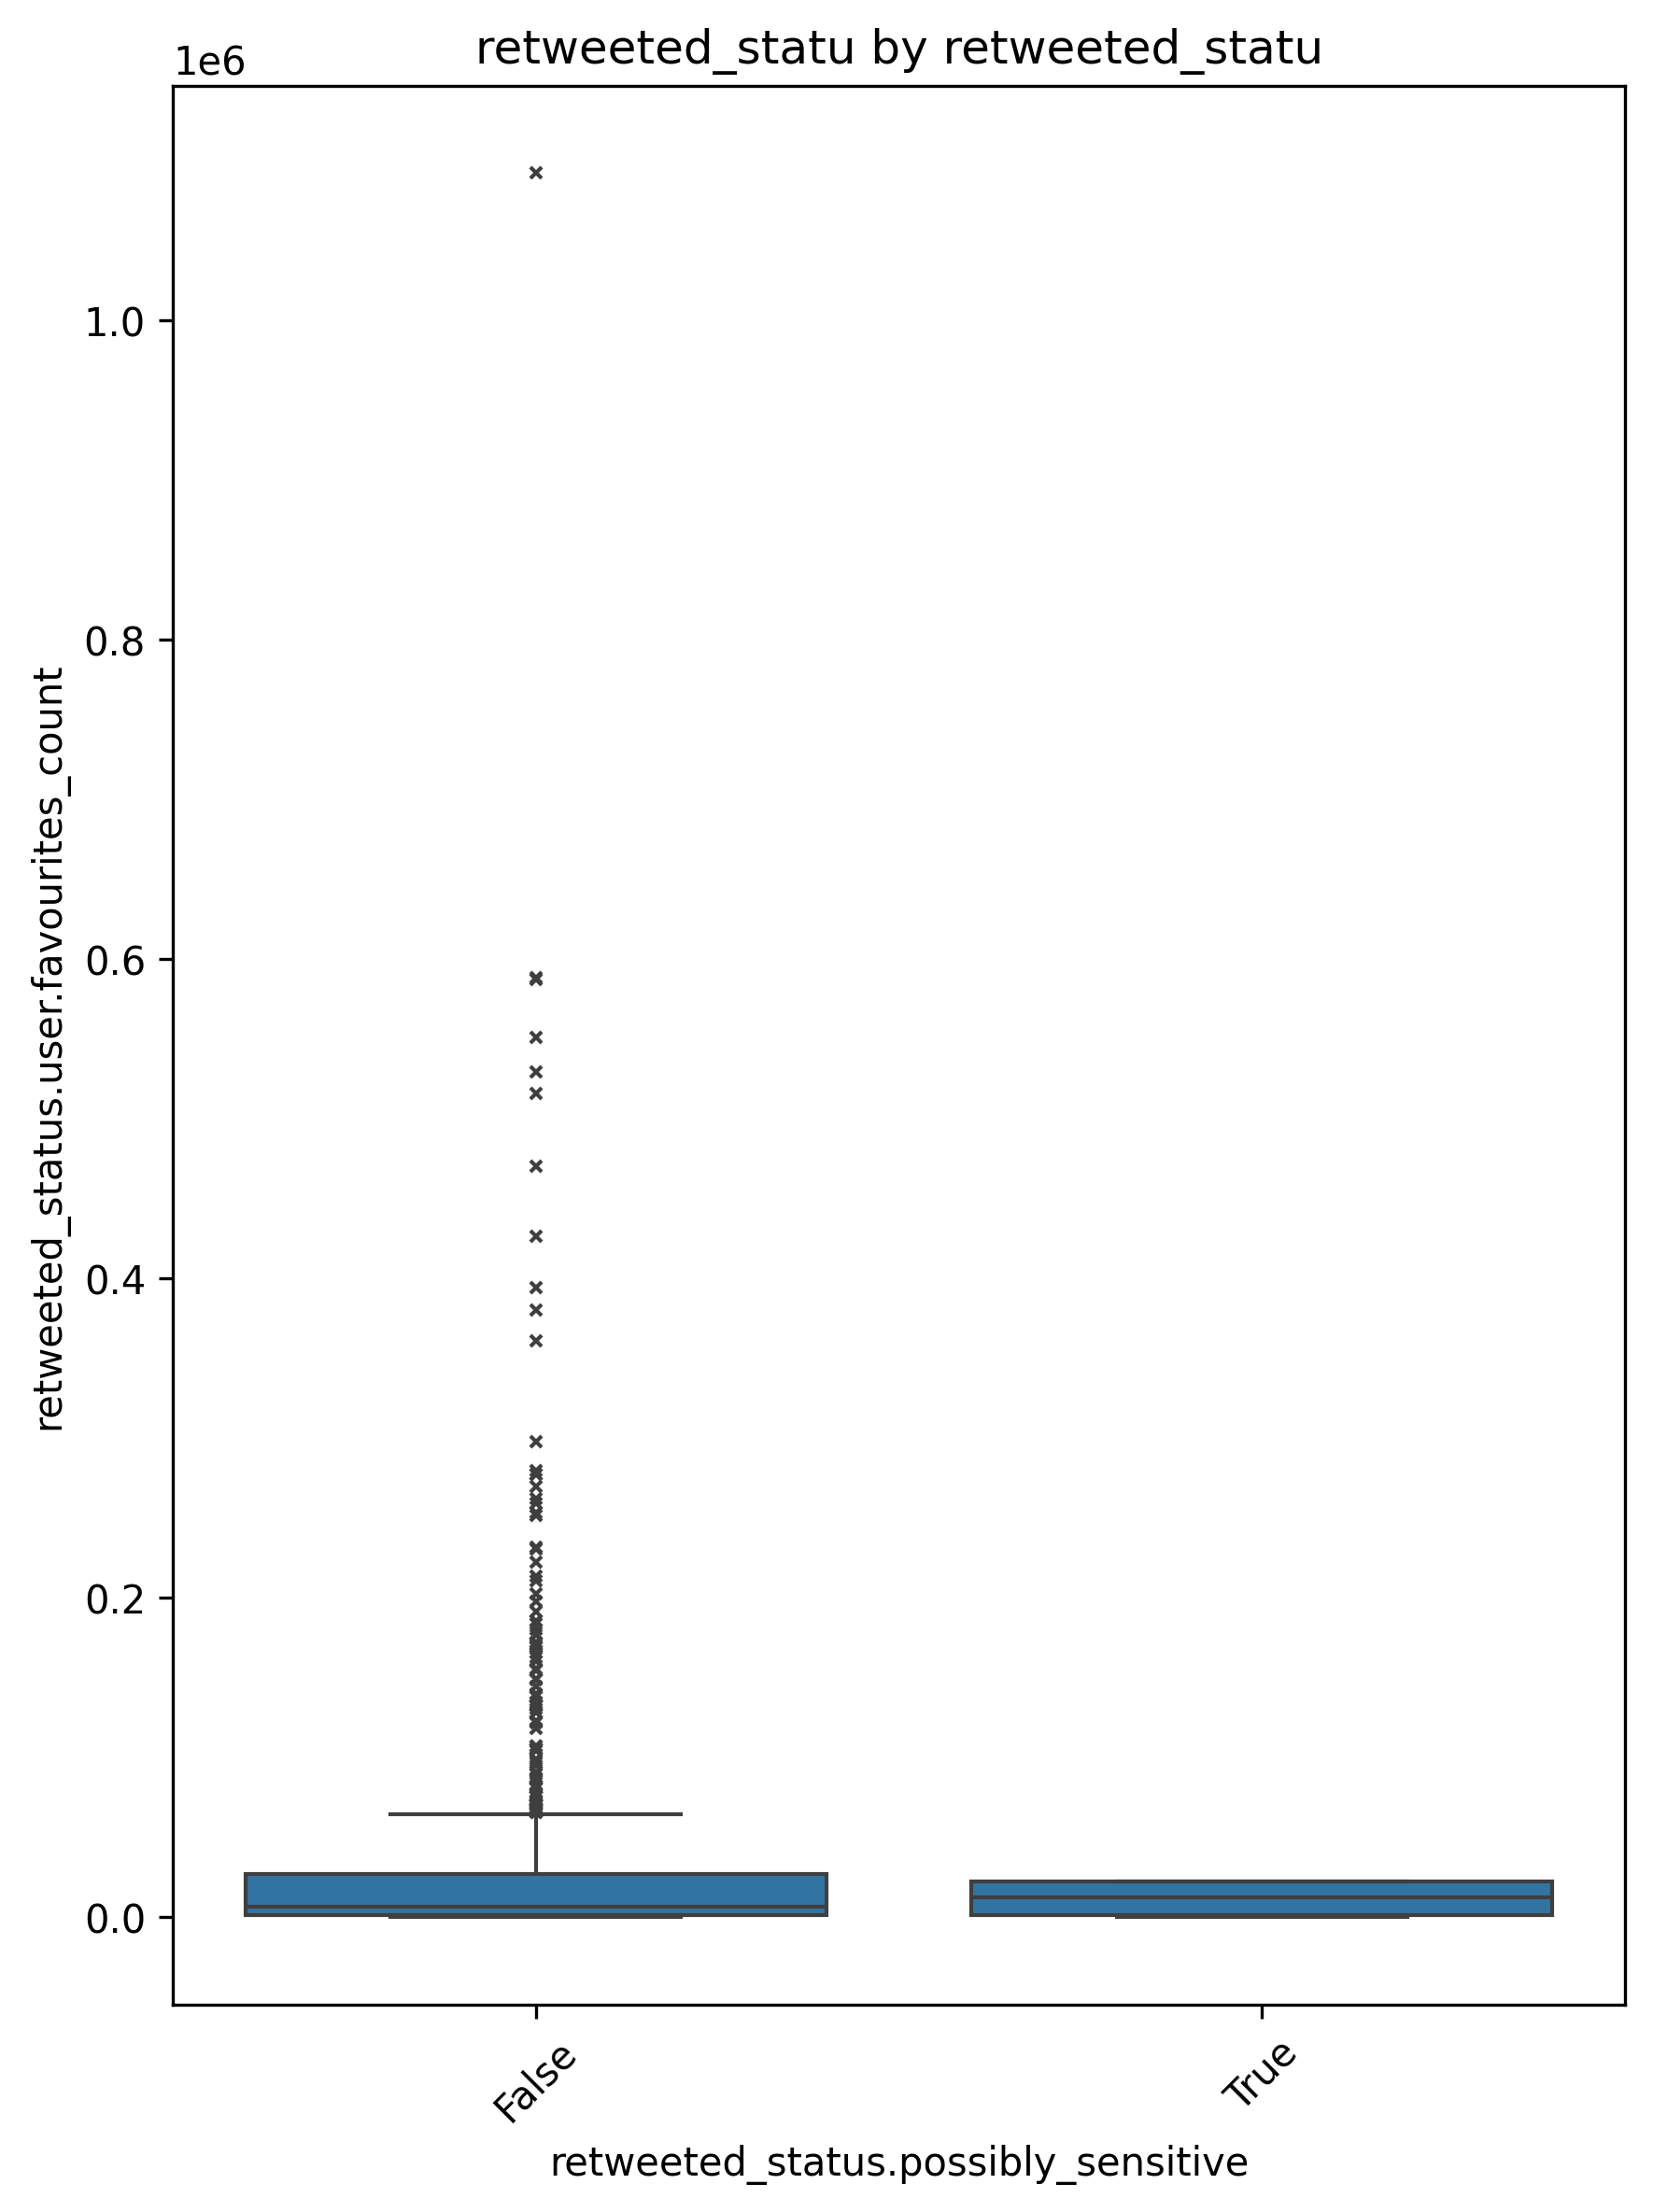 retweeted_statu by retweeted_statu
1e6
1.0
0.8
0.6
0.4
0.2
0.0
retweeted_status.user.favourites_count
False
True
retweeted_status.possibly_sensitive